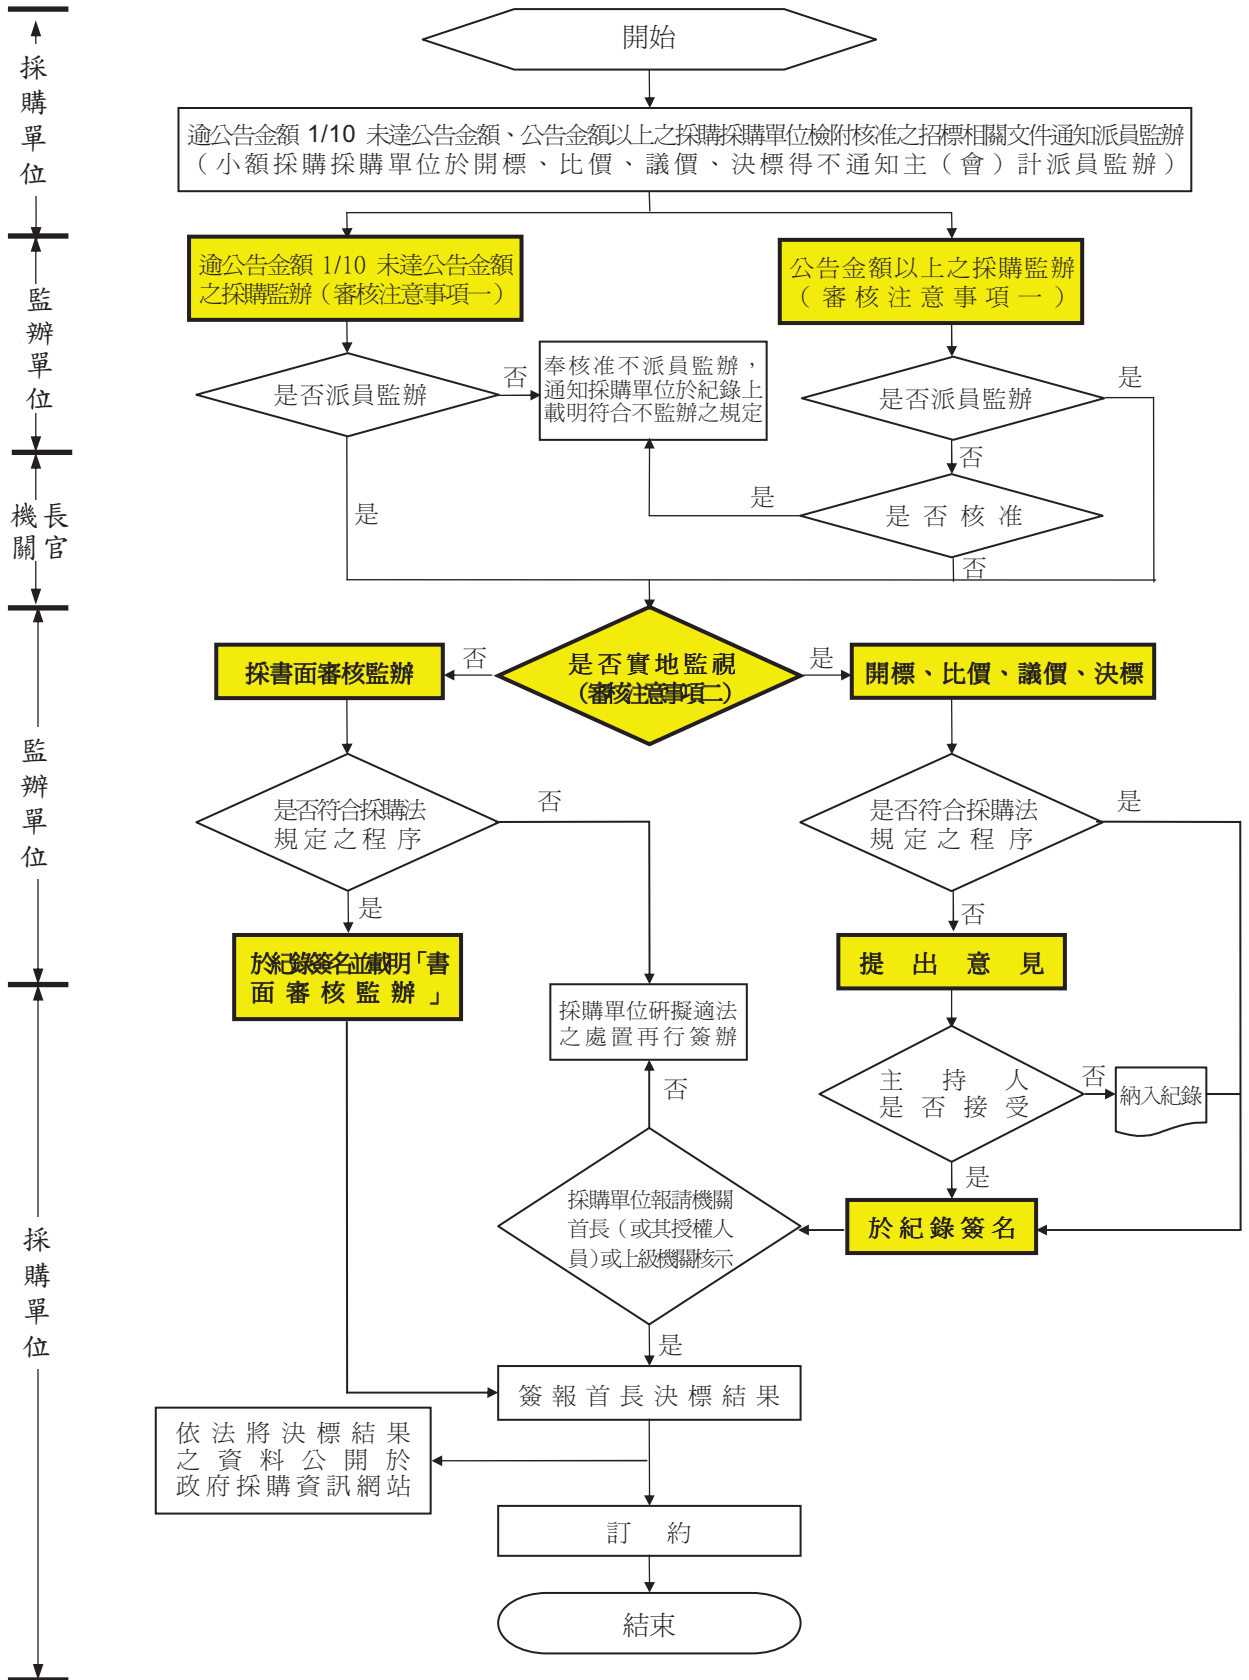 開始
採購單位
逾公告金額 1/10 未達公告金額、公告金額以上之採購採購單位檢附核准之招標相關文件通知派員監辦
（小額採購採購單位於開標、比價、議價、決標得不通知主（會）計派員監辦）
監辦單位
逾公告金額 1/10 未達公告金額
之採購監辦（審核注意事項一）
公告金額以上之採購監辦
（審核注意事項一）
是否派員監辦
否
奉核准不派員監辦，
通知採購單位於紀錄上
載明符合不監辦之規定
是否派員監辦
是
否
機關
長官
是
是
是否核准
否
監辦單位
採書面審核監辦
否
是否實地監視
（審核注意事項二）
是
開標、比價、議價、決標
是否符合採購法
規定之程序
否
是否符合採購法
規定之程序
是
是
否
於紀錄簽名並載明「書
面審核監辦」
提出意見
採購單位
採購單位研擬適法
之處置再行簽辦
否
主持人
是否接受
否
納入紀錄
是
採購單位報請機關
首長（或其授權人
員）或上級機關核示
於紀錄簽名
是
簽報首長決標結果
依法將決標結果
之資料公開於
政府採購資訊網站
訂約
結束